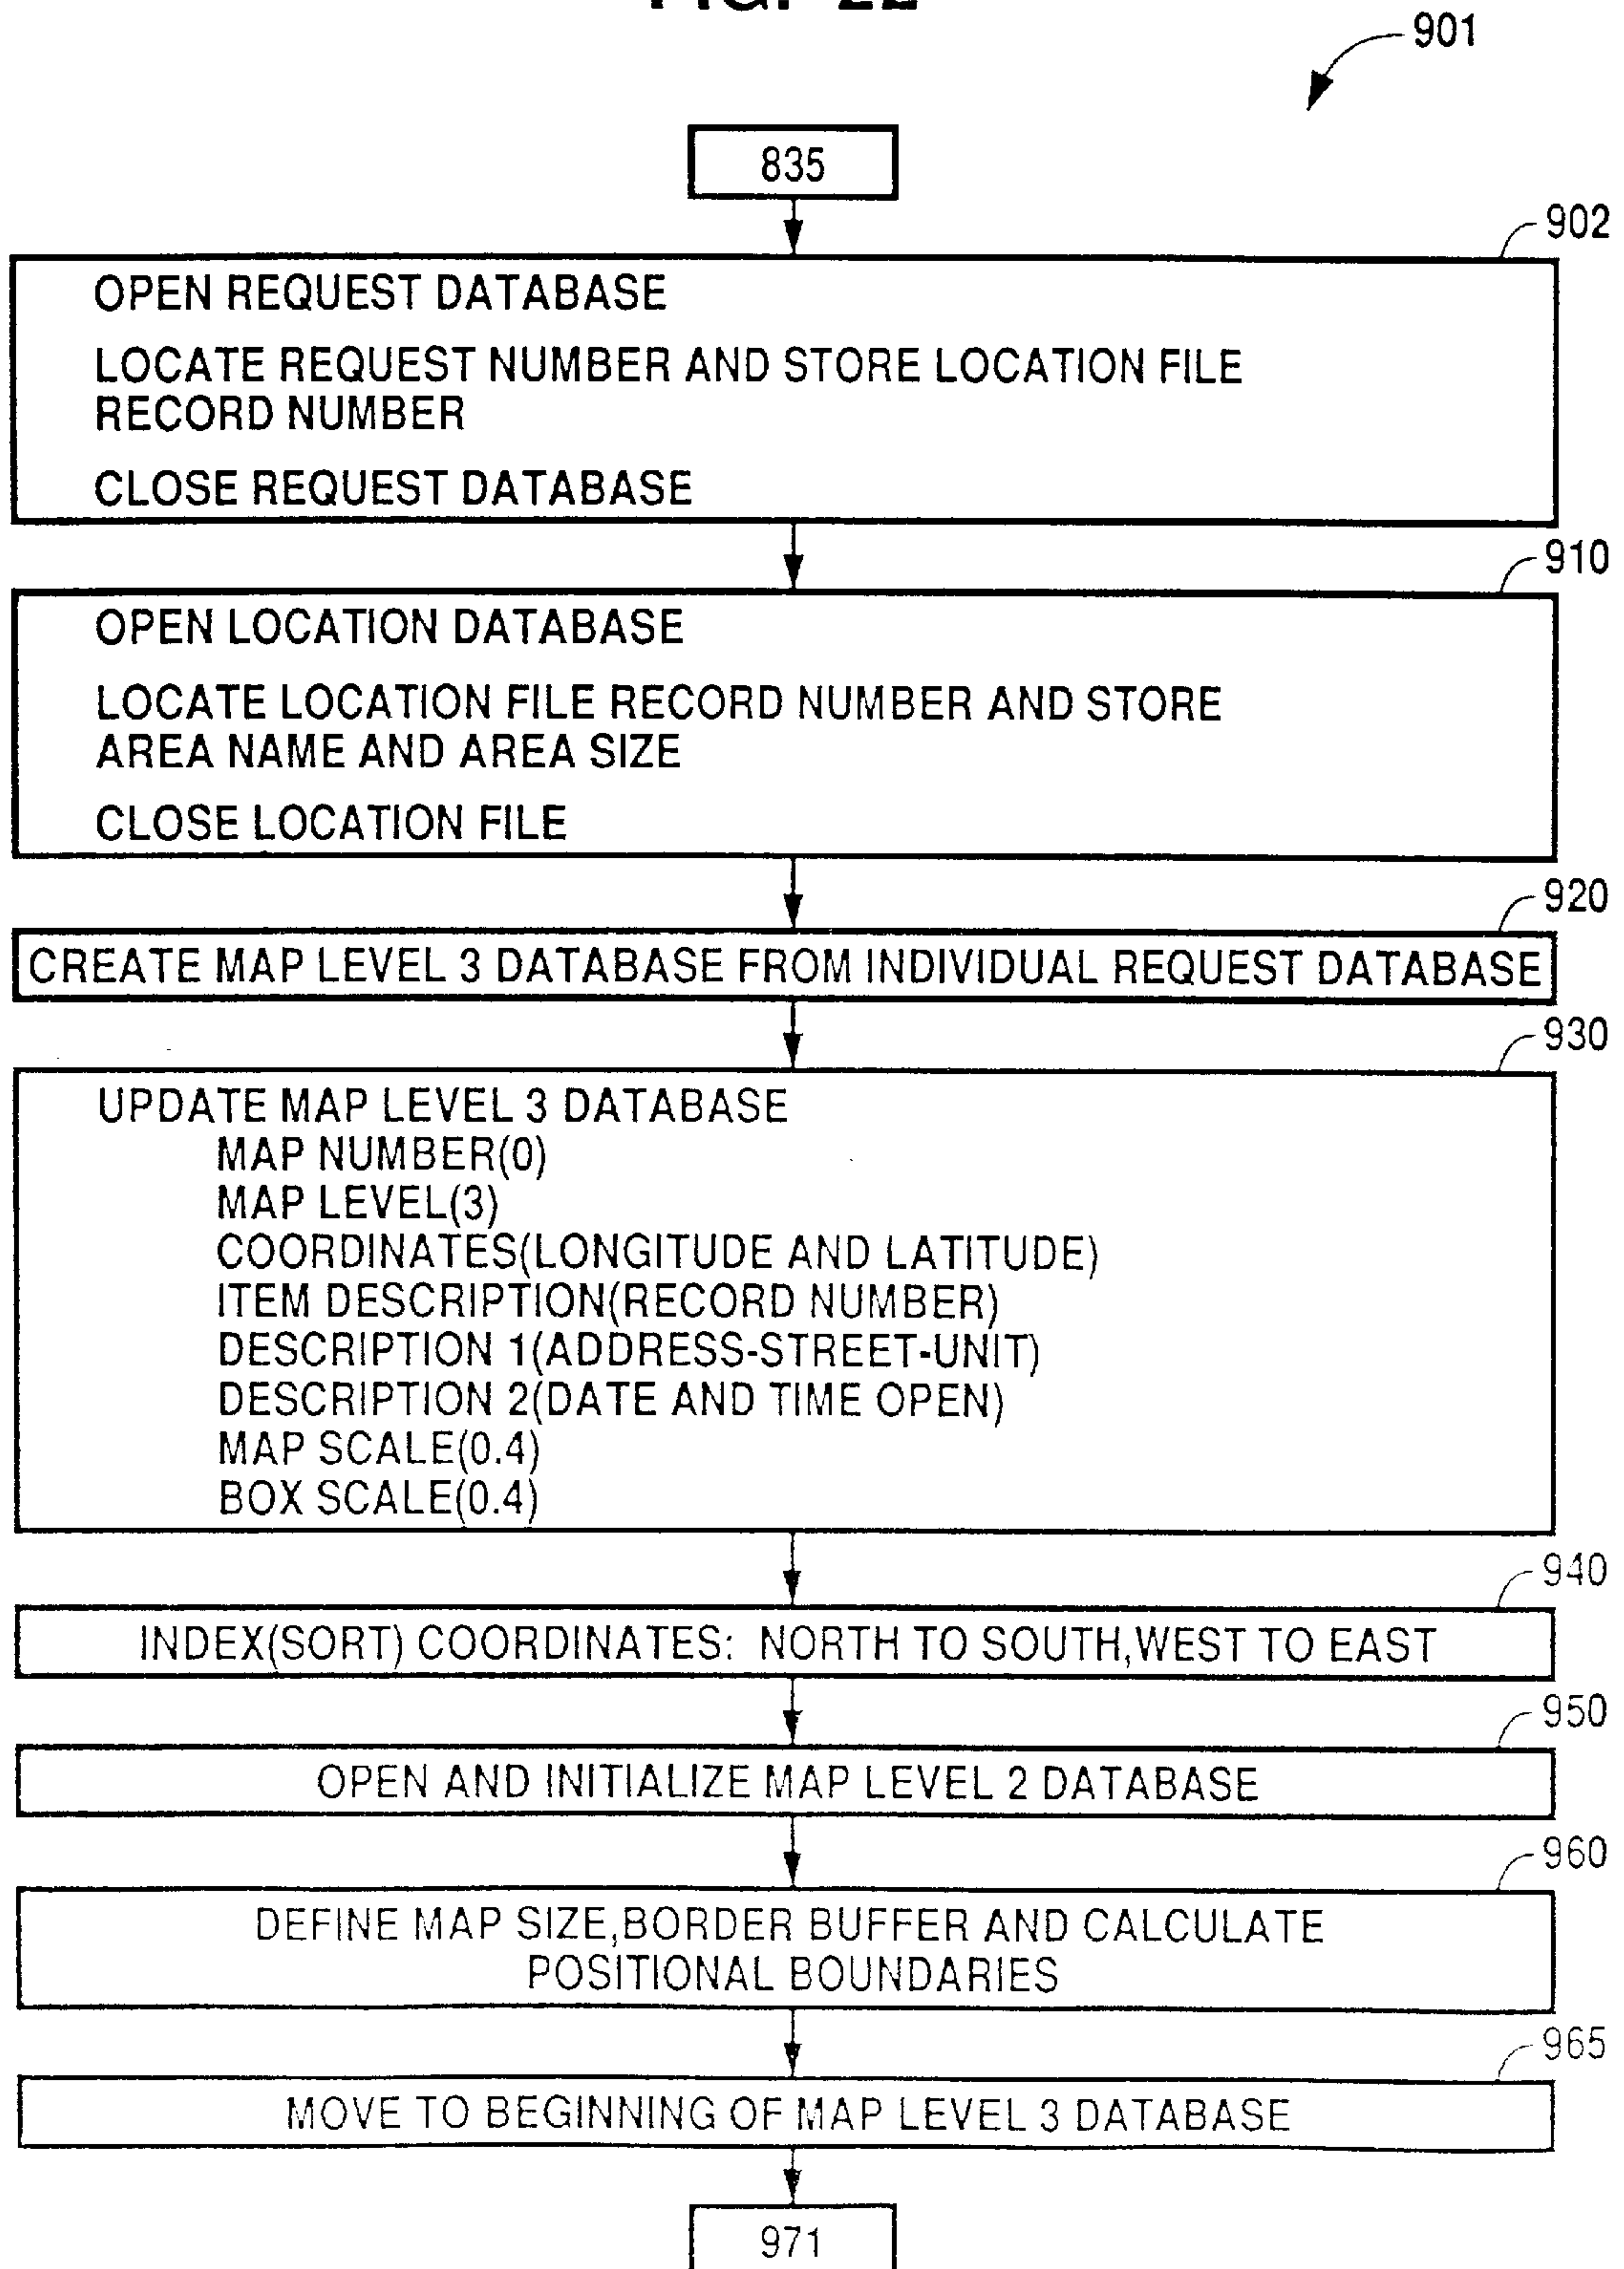 FIG. 22
901
835
902
OPEN REQUEST DATABASE
LOCATE REQUEST NUMBER AND STORE LOCATION FILE
RECORD NUMBER
CLOSE REQUEST DATABASE
910
OPEN LOCATION DATABASE
LOCATE LOCATION FILE RECORD NUMBER AND STORE
AREA NAME AND AREA SIZE
CLOSE LOCATION FILE
920
CREATE MAP LEVEL 3 DATABASE FROM INDIVIDUAL REQUEST DATABASE
930
UPDATE MAP LEVEL 3 DATABASE
MAP NUMBER(0)
MAP LEVEL(3)
COORDINATES(LONGITUDE AND LATITUDE)
ITEM DESCRIPTION(RECORD NUMBER)
DESCRIPTION 1(ADDRESS-STREET-UNIT)
DESCRIPTION 2(DATE AND TIME OPEN)
MAP SCALE(0.4)
BOX SCALE(0.4)
940
INDEX(SORT) COORDINATES: NORTH TO SOUTH,WEST TO EAST
950
OPEN AND INITIALIZE MAP LEVEL 2 DATABASE
960
DEFINE MAP SIZE,BORDER BUFFER AND CALCULATE
POSITIONAL BOUNDARIES
965
MOVE TO BEGINNING OF MAP LEVEL 3 DATABASE
971